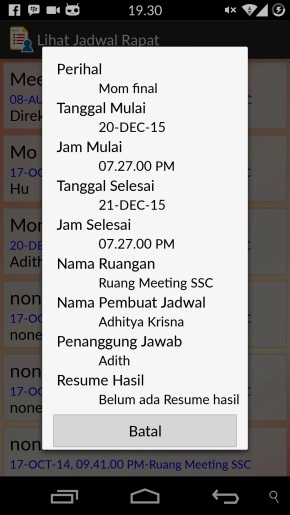 19.30
Lihat Jadwal Rapat
Mee
08-AU
Direk
Mo
17-OC
Hu
Mom
20-DE
Adith
non
17-OC
none
non
17-OC
none
non
17-OCT-14, 09.41.00 PM-Ruang Meeting SSC
Perihal
Mom final
Tanggal Mulai
20-DEC-15
Jam Mulai
07.27.00 PM
Tanggal Selesai
21-DEC-15
Jam Selesai
07.27.00 PM
Nama Ruangan
Ruang Meeting SSC
Nama Pembuat Jadwal
Adhitya Krisna
Penanggung Jawab
Adith
Resume Hasil
Belum ada Resume hasil
Batal